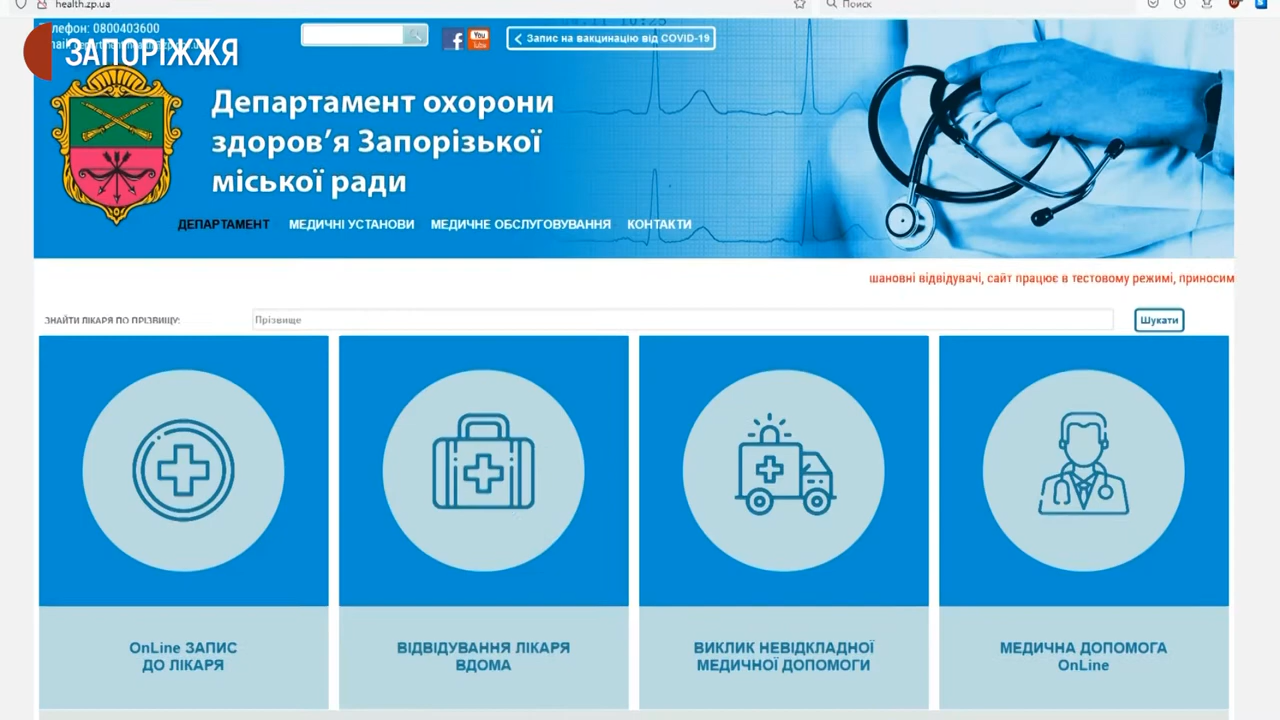 health.zp.ua
Поиск
Телефон: 0800403600
ЗАПОРІЖЖЯ
You
Tube
Запис на вакцинацію від COVID-19
Департамент охорони
здоров’я Запорізької
міської ради
ДЕПАРТАМЕНТ МЕДИЧНІ УСТАНОВИ МЕДИЧНЕ ОБСЛУГОВУВАННЯ КОНТАКТИ
шановні відвідувачі, сайт працює в тестовому режимі, приносим
ЗНАЙТИ ЛІКАРЯ ПО ПРІЗВИЩУ:
Прізвище
Шукати
OnLine ЗАПИС
ДО ЛІКАРЯ
ВІДВІДУВАННЯ ЛІКАРЯ
ВДОМА
ВИКЛИК НЕВІДКЛАДНОЇ
МЕДИЧНОЇ ДОПОМОГИ
МЕДИЧНА ДОПОМОГА
OnLine